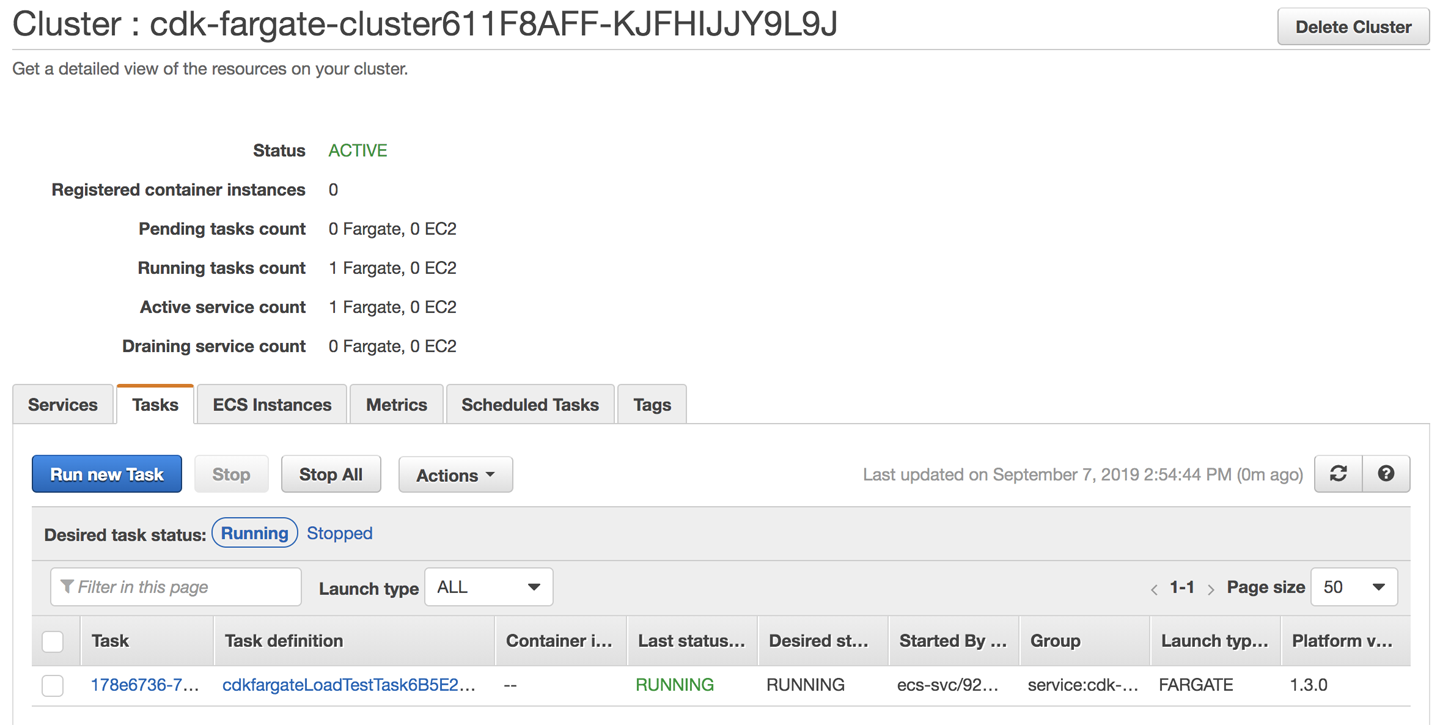 Cluster : cdk-fargate-cluster611F8AFF-KJFHIJJY9L9J
Delete Cluster
Get a detailed view of the resources on your cluster.
Status ACTIVE
Registered container instances 0
Pending tasks count 0 Fargate, 0 EC2
Running tasks count 1 Fargate, 0 EC2
Active service count 1 Fargate, 0 EC2
Draining service count 0 Fargate, 0 EC2
Services Tasks ECS Instances Metrics Scheduled Tasks Tags
Run new Task Stop Stop All Actions Last updated on September 7, 2019 2:54:44 PM (0m ago)
Desired task status: Running Stopped
Filter in this page Launch type ALL < 1-1 > Page size 50
Task Task definition Container i... Last status... Desired st... Started By ... Group Launch typ... Platform v...
178e6736-7... cdkfargateLoadTestTask6B5E2... -- RUNNING RUNNING ecs-svc/92... service:cdk-... FARGATE 1.3.0